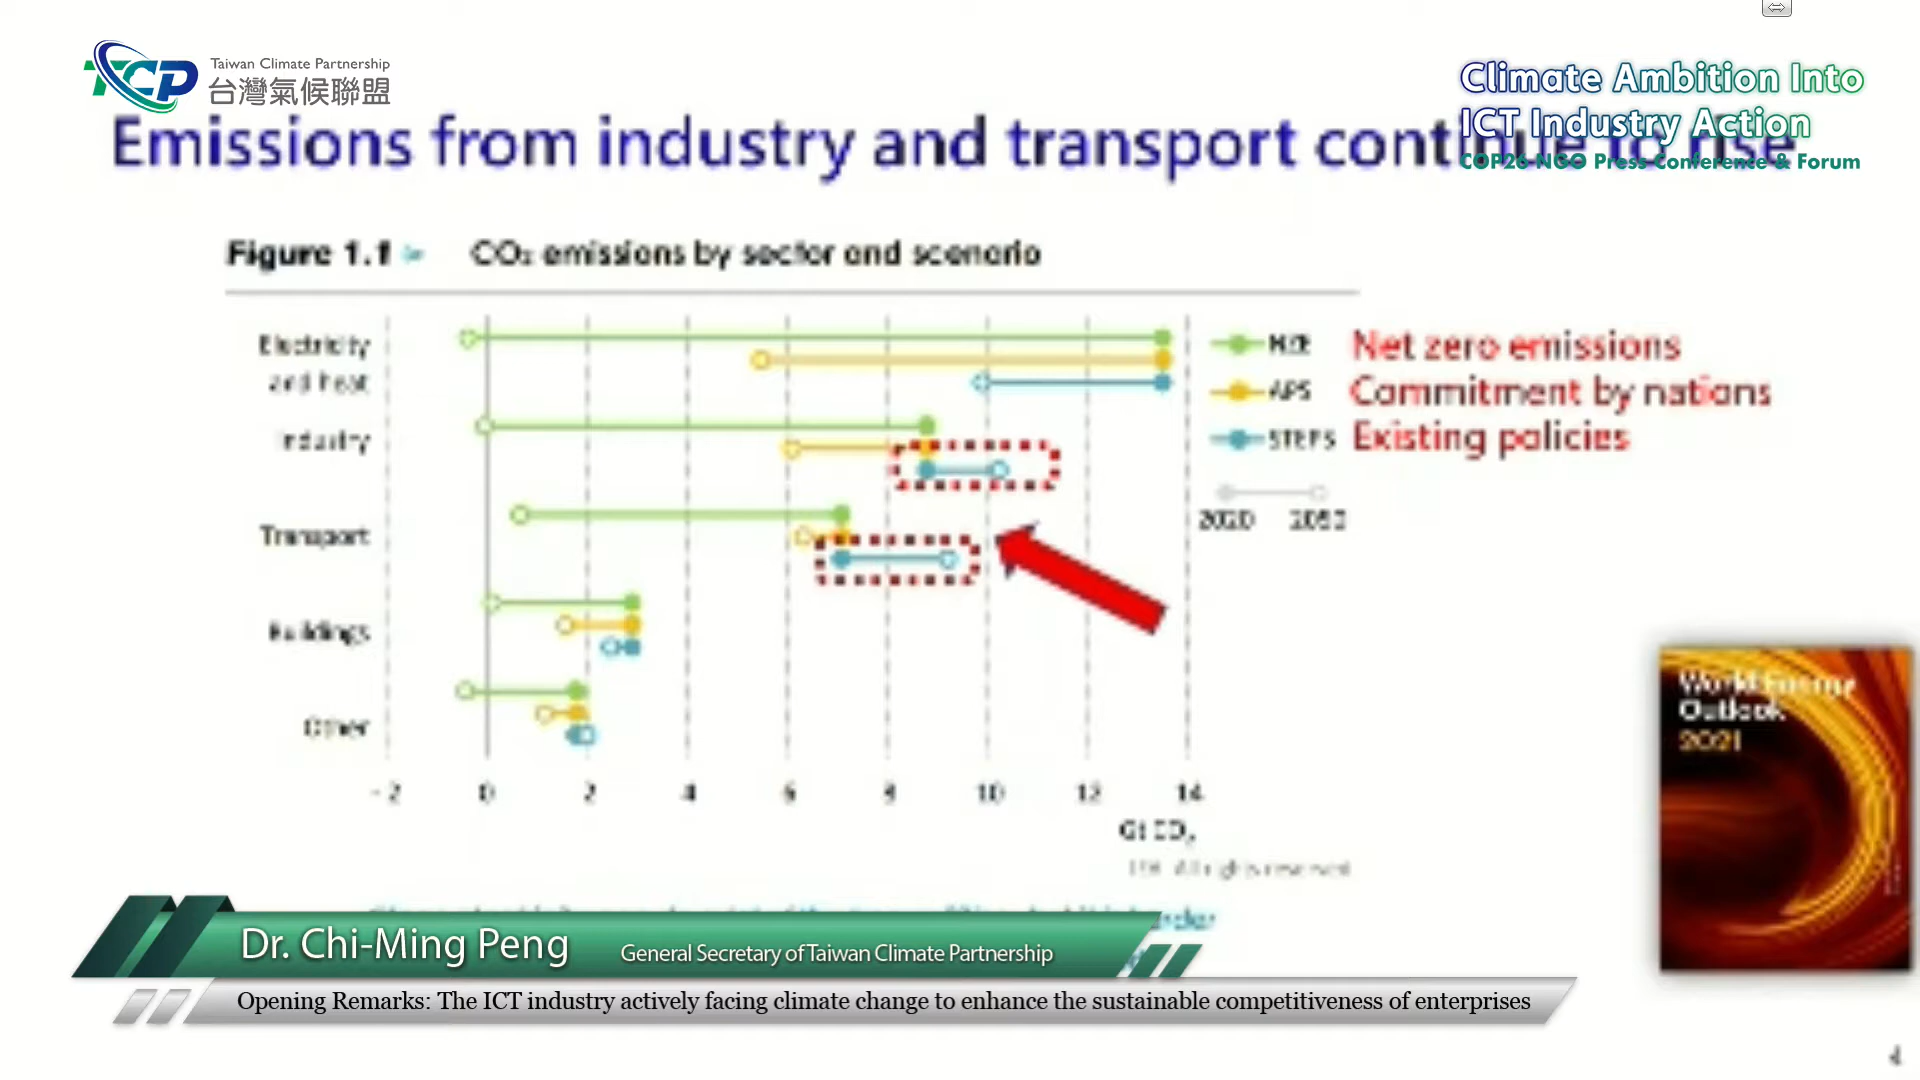 Taiwan Climate Partnership
TCP 台灣氣候聯盟
Climate Ambition Into
ICT Industry Action
COP26 NGO Press Conference & Forum
Emissions from industry and transport continue to rise
Figure 1.1 CO₂ emissions by sector and scenario
Electricity
and heat
Industry
Transport
Buildings
Other
NZE Net zero emissions
APS Commitment by nations
STEPS Existing policies
2020
-2 0 2 4 6 8 10 12 14
Gt CO₂
All rights reserved
World Energy
Outlook
2021
Dr. Chi-Ming Peng General Secretary of Taiwan Climate Partnership
Opening Remarks: The ICT industry actively facing climate change to enhance the sustainable competitiveness of enterprises
4